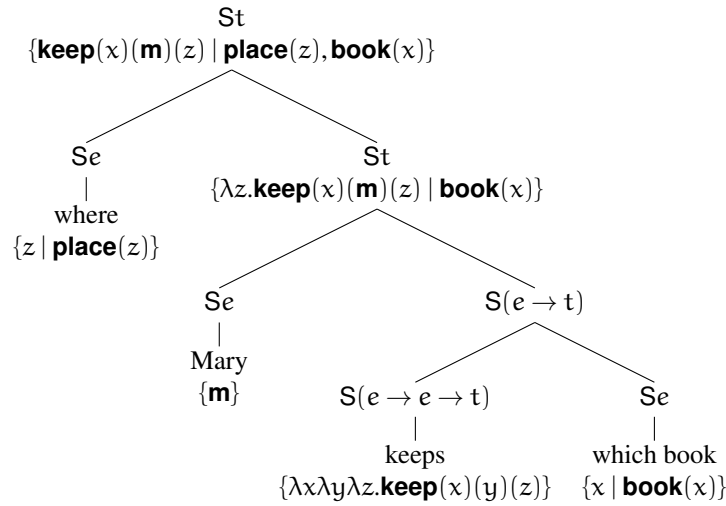 St
{keep(x)(m)(z) | place(z), book(x)}
Se St
where {λz.keep(x)(m)(z) | book(x)}
{z | place(z)}
Se S(e → t)
Mary
{m} S(e → e → t) Se
keeps which book
{λxλyλz.keep(x)(y)(z)} {x | book(x)}